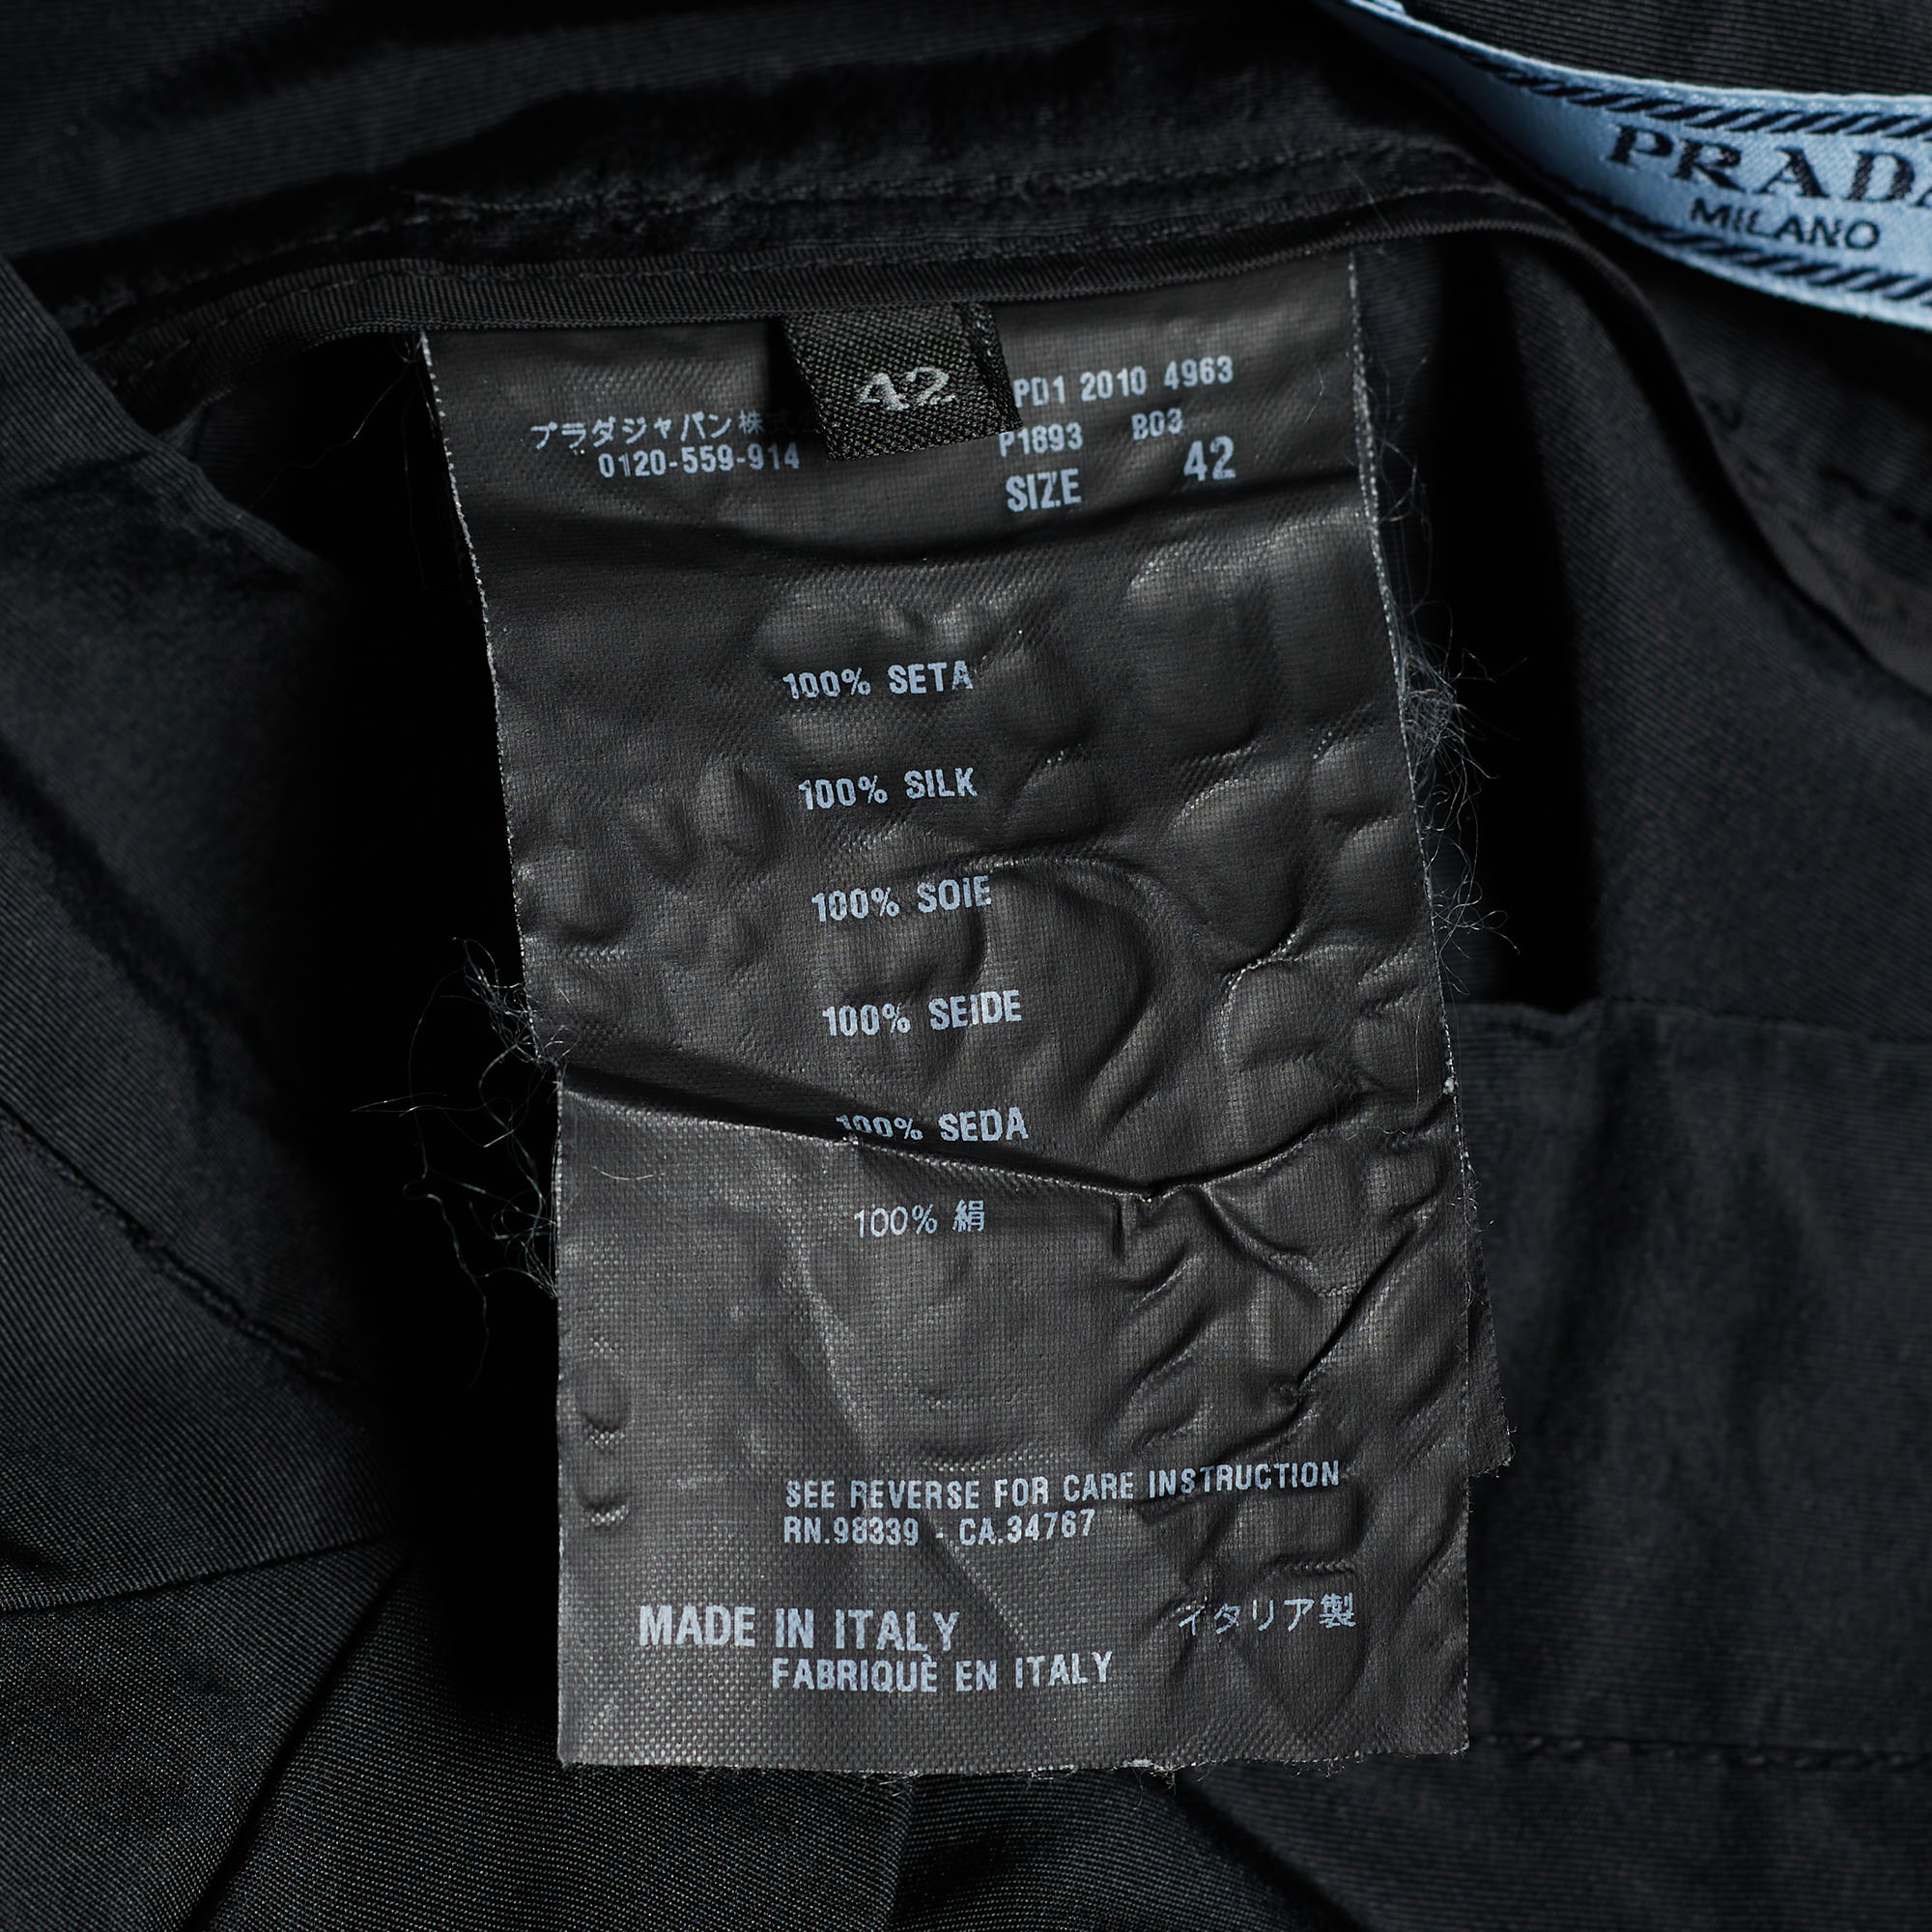 PRADA
MILANO
42
プラダジャパン株式
0120-559-914
PD1 2010 4963
P1693 B03
SIZE 42
100% SETA
100% SILK
100% SOIE
100% SEIDE
100% SEDA
100% 絹
SEE REVERSE FOR CARE INSTRUCTION
RN.98339 - CA.34767
MADE IN ITALY
イタリア製
FABRIQUÈ EN ITALY